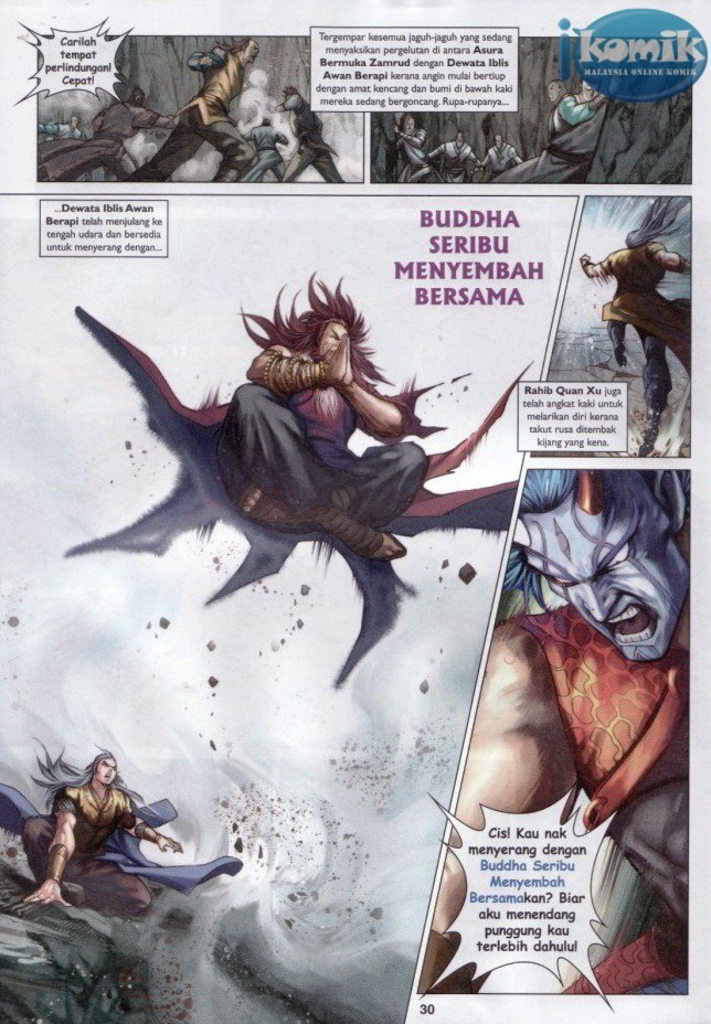 Carilah
tempat
perlindungan!
Cepat!
Tergempar kesemua jaguh-jaguh yang sedang
menyaksikan pergelutan di antara Asura
Bermuka Zamrud dengan Dewata Iblis
Awan Berapi kerana angin mulai bertiup
dengan amat kencang dan bumi di bawah kaki
mereka sedang bergoncang. Rupa-rupanya...
jkomik
MALAYSIA ONLINE KOMIK
...Dewata Iblis Awan
Berapi telah menjulang ke
tengah udara dan bersedia
untuk menyerang dengan...
BUDDHA
SERIBU
MENYEMBAH
BERSAMA
Rahib Quan Xu juga
telah angkat kaki untuk
melarikan diri kerana
takut rusa ditembak
kijang yang kena.
Cis! Kau nak
menyerang dengan
Buddha Seribu
Menyembah
Bersamakan? Biar
aku menendang
punggung kau
terlebih dahulu!
30